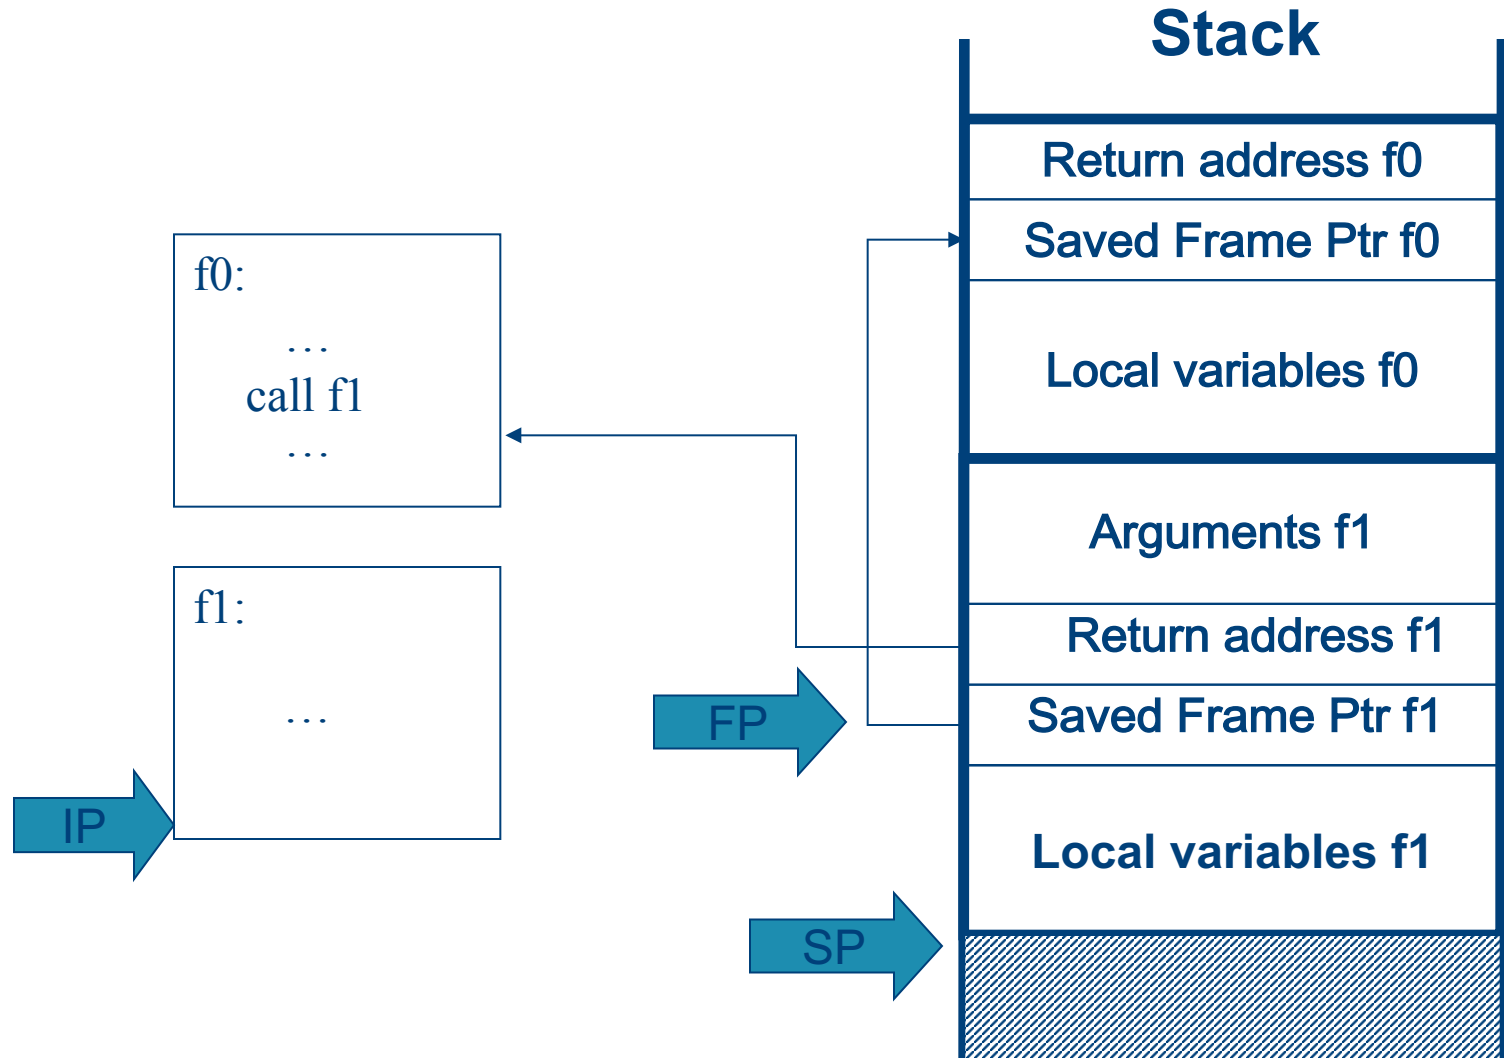 Stack
Return address f0
Saved Frame Ptr f0
Local variables f0
Arguments f1
Return address f1
Saved Frame Ptr f1
Local variables f1
f0:
…
call f1
…
f1:
…
IP
FP
SP